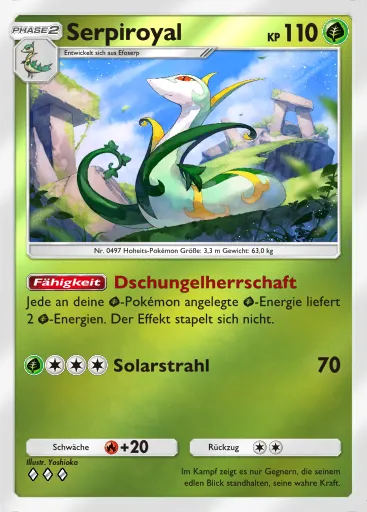 PHASE 2
Serpiroyal
KP 110
Entwickelt sich aus Efoserp
Nr. 0497 Hoheits-Pokémon Größe: 3,3 m Gewicht: 63,0 kg
Fähigkeit Dschungelherrschaft
Jede an deine -Pokémon angelegte -Energie liefert
2 -Energien. Der Effekt stapelt sich nicht.
Solarstrahl 70
Schwäche +20
Rückzug
Illustr. Yoshioka
Im Kampf zeigt es nur Gegnern, die seinem
edlen Blick standhalten, seine wahre Kraft.